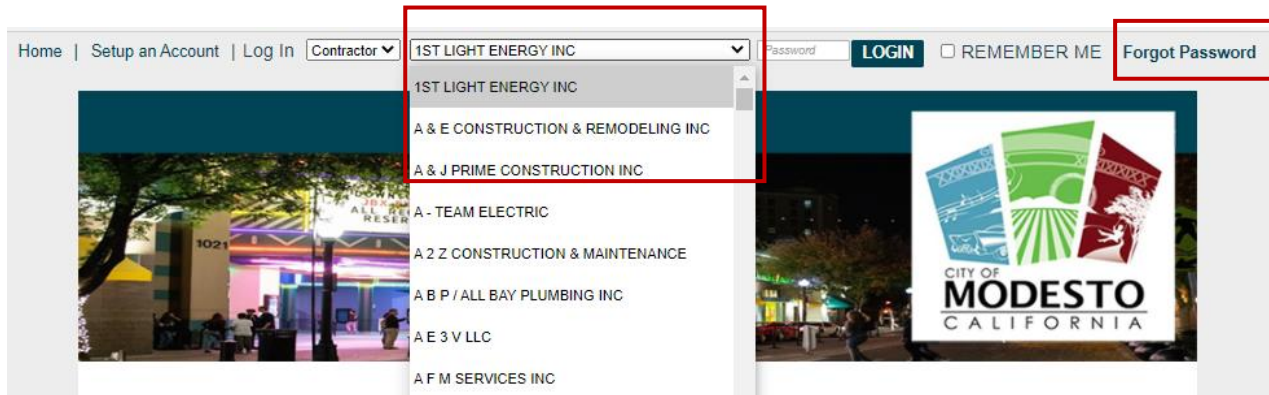 Home | Setup an Account | Log In Contractor 1ST LIGHT ENERGY INC Password LOGIN REMEMBER ME Forgot Password
1ST LIGHT ENERGY INC
A & E CONSTRUCTION & REMODELING INC
A & J PRIME CONSTRUCTION INC
A - TEAM ELECTRIC
A 2 Z CONSTRUCTION & MAINTENANCE
A B P / ALL BAY PLUMBING INC
A E 3 V LLC
A F M SERVICES INC
1021
CITY OF
MODESTO
CALIFORNIA